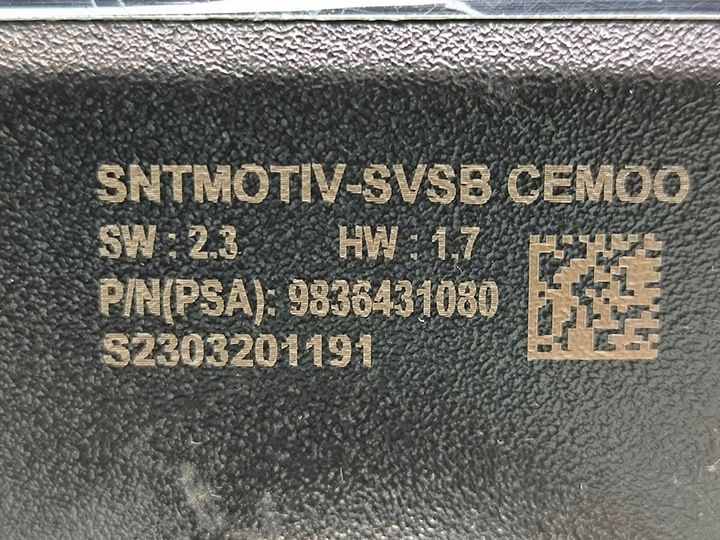 SNTMOTIV-SVSB CEMOO
SW : 2.3 HW : 1.7
P/N(PSA): 9836431080
S2303201191